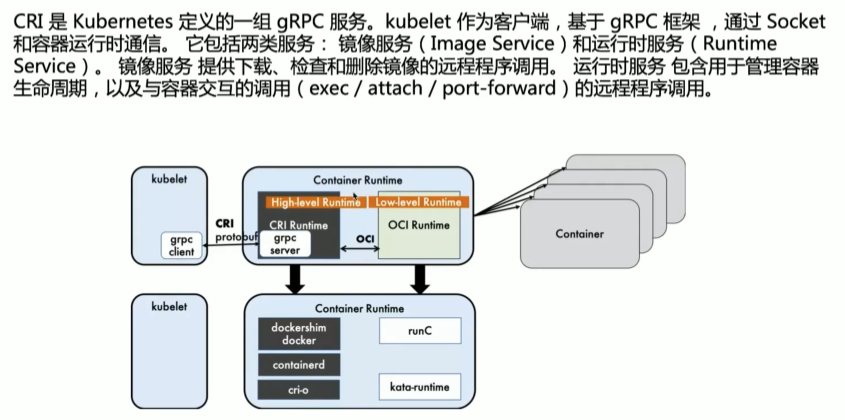 CRI 是 Kubernetes 定义的一组 gRPC 服务。kubelet 作为客户端，基于 gRPC 框架 ，通过 Socket
和容器运行时通信。 它包括两类服务： 镜像服务（Image Service）和运行时服务（Runtime
Service）。 镜像服务 提供下载、检查和删除镜像的远程程序调用。 运行时服务 包含用于管理容器
生命周期，以及与容器交互的调用（exec / attach / port-forward）的远程程序调用。
kubelet
Container Runtime
High-level Runtime
Low-level Runtime
CRI
protobuf
CRI Runtime
OCI Runtime
grpc
client
grpc
server
OCI
Container
kubelet
Container Runtime
dockershim
docker
runC
containerd
cri-o
kata-runtime